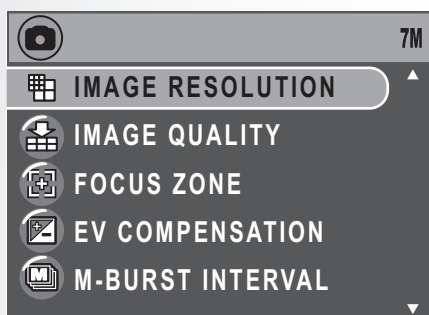 7M
IMAGE RESOLUTION
IMAGE QUALITY
FOCUS ZONE
EV COMPENSATION
M-BURST INTERVAL